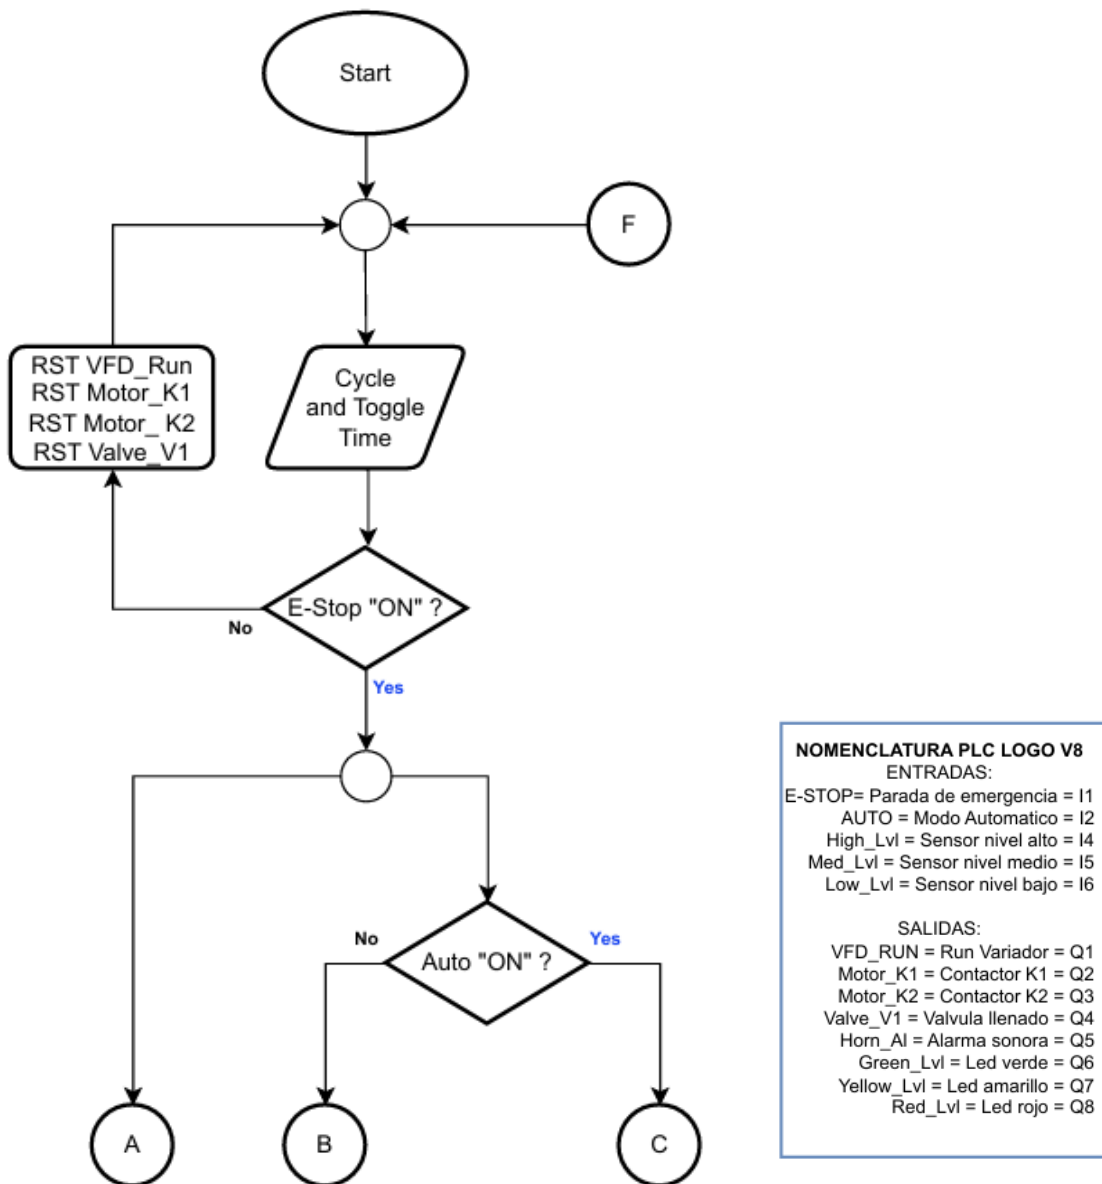 Start
F
RST VFD_Run
RST Motor_K1
RST Motor_ K2
RST Valve_V1
Cycle
and Toggle
Time
E-Stop "ON" ?
No
Yes
No
Yes
Auto "ON" ?
A
B
C
NOMENCLATURA PLC LOGO V8
ENTRADAS:
E-STOP= Parada de emergencia = I1
AUTO = Modo Automatico = I2
High_Lvl = Sensor nivel alto = I4
Med_Lvl = Sensor nivel medio = I5
Low_Lvl = Sensor nivel bajo = I6
SALIDAS:
VFD_RUN = Run Variador = Q1
Motor_K1 = Contactor K1 = Q2
Motor_K2 = Contactor K2 = Q3
Valve_V1 = Valvula llenado = Q4
Horn_Al = Alarma sonora = Q5
Green_Lvl = Led verde = Q6
Yellow_Lvl = Led amarillo = Q7
Red_Lvl = Led rojo = Q8